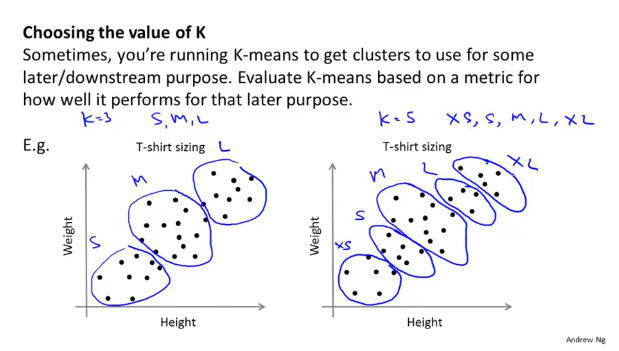 Choosing the value of K
Sometimes, you're running K-means to get clusters to use for some
later/downstream purpose. Evaluate K-means based on a metric for
how well it performs for that later purpose.
K=3 S, M, L
K=5 XS, S, M, L, XL
E.g.
T-shirt sizing
L
M
S
Weight
Height
T-shirt sizing
XL
L
M
S
XS
Weight
Height
Andrew Ng